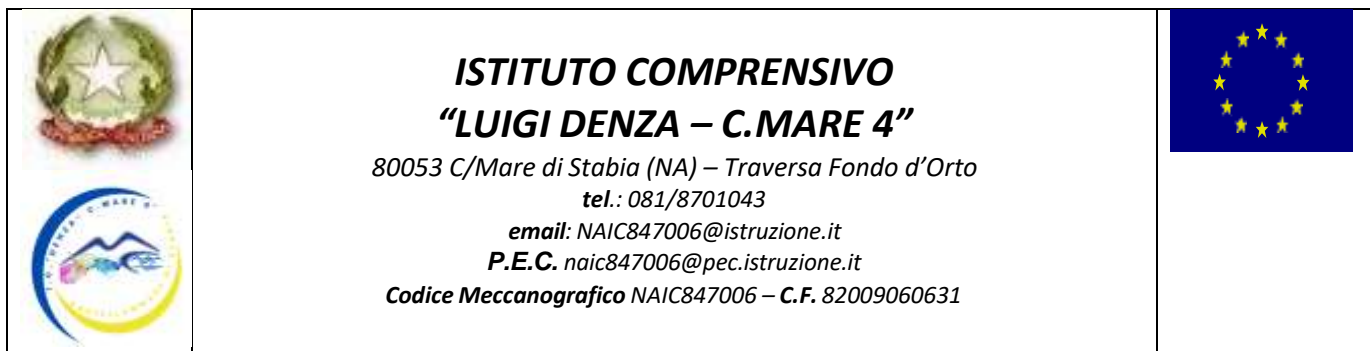 ISTITUTO COMPRENSIVO
“LUIGI DENZA – C.MARE 4”
80053 C/Mare di Stabia (NA) – Traversa Fondo d’Orto
tel.: 081/8701043
email: NAIC847006@istruzione.it
P.E.C. naic847006@pec.istruzione.it
Codice Meccanografico NAIC847006 – C.F. 82009060631